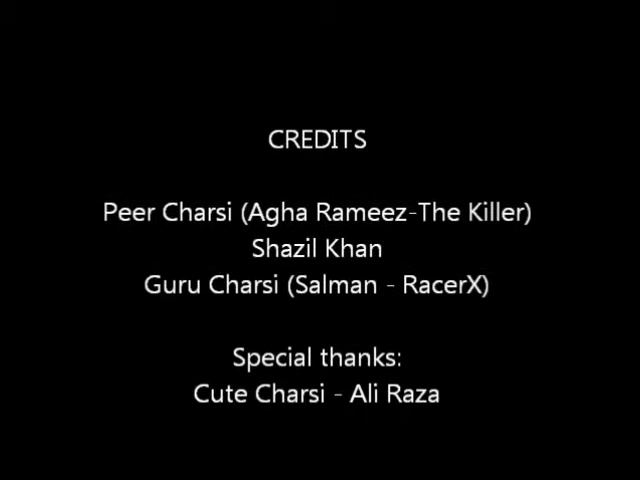 CREDITS
Peer Charsi (Agha Rameez-The Killer)
Shazil Khan
Guru Charsi (Salman - RacerX)
Special thanks:
Cute Charsi - Ali Raza